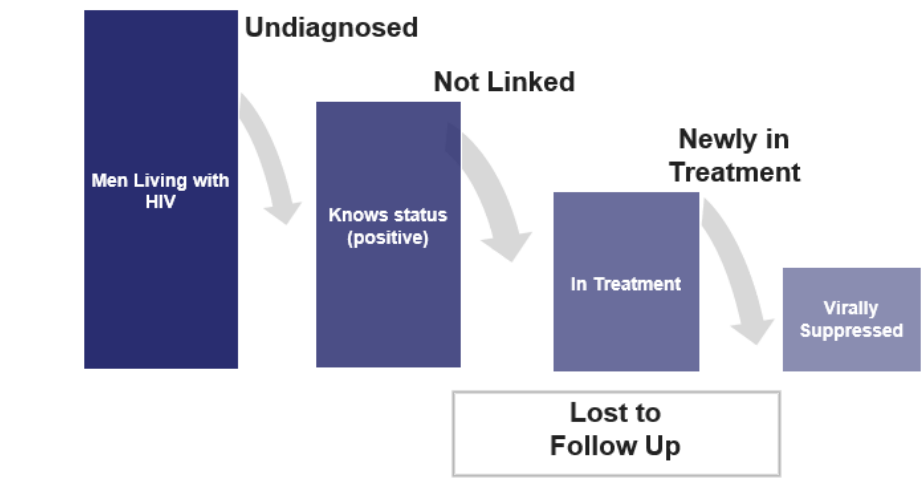 Undiagnosed
Not Linked
Newly in
Treatment
Men Living with
HIV
Knows status
(positive)
In Treatment
Virally
Suppressed
Lost to
Follow Up